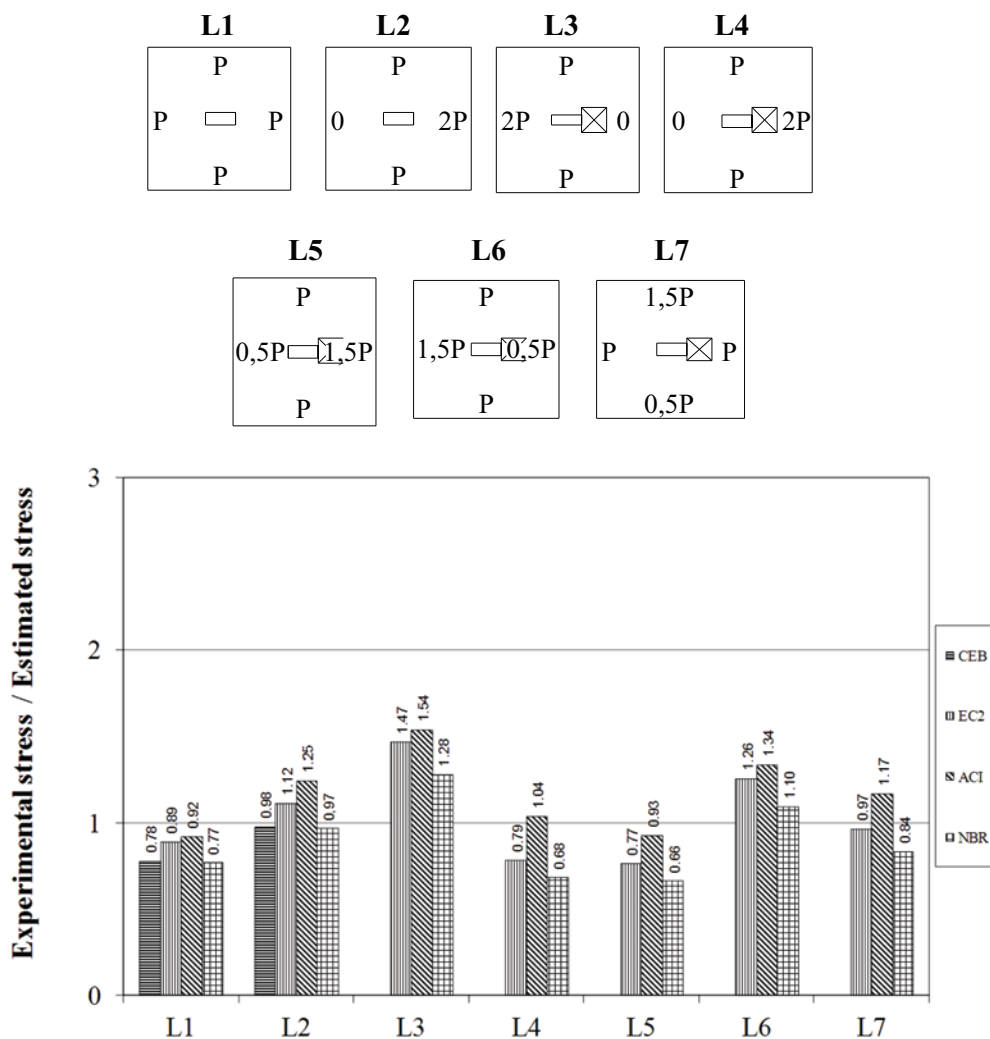 L1 L2 L3 L4
P P P P
P P 0 2P 2P 0 0 2P
P P P P
L5 L6 L7
P P 1,5P
0,5P 1,5P 1,5P 0,5P P P
P P 0,5P
Experimental stress / Estimated stress
3
2
1
0
0.78 0.89 0.92 0.77
0.98 1.12 1.25 0.97
1.47 1.54 1.28
0.79 1.04 0.68
0.77 0.93 0.66
1.26 1.34 1.10
0.97 1.17 0.84
L1 L2 L3 L4 L5 L6 L7
CEB
EC2
ACI
NBR